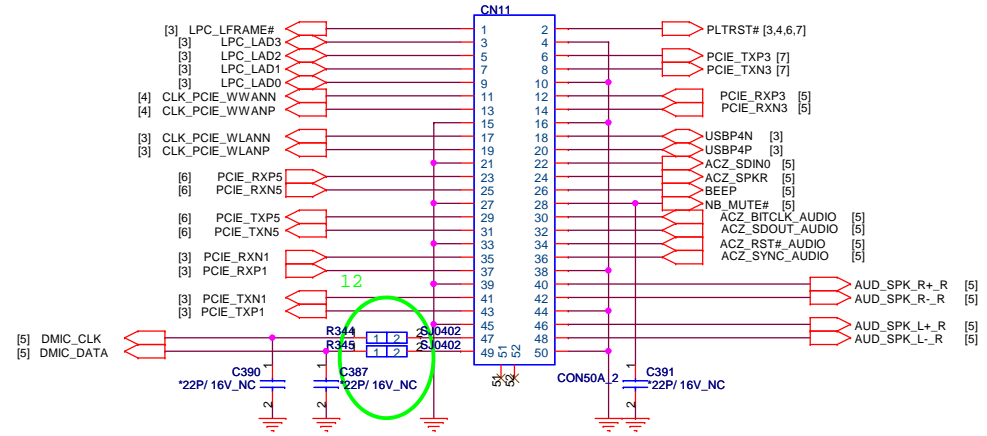 CN11
[3] LPC_LFRAME# 1 2 PLTRST# [3,4,6,7]
[3] LPC_LAD3 3 4
[3] LPC_LAD2 5 6 PCIE_TXP3 [7]
[3] LPC_LAD1 7 8 PCIE_TXN3 [7]
[3] LPC_LAD0 9 10
[4] CLK_PCIE_WWANN 11 12 PCIE_RXP3 [5]
[4] CLK_PCIE_WWANP 13 14 PCIE_RXN3 [5]
15 16
[3] CLK_PCIE_WLANN 17 18 USBP4N [3]
[3] CLK_PCIE_WLANP 19 20 USBP4P [3]
21 22 ACZ_SDIN0 [5]
[6] PCIE_RXP5 23 24 ACZ_SPKR [5]
[6] PCIE_RXN5 25 26 BEEP [5]
27 28 NB_MUTE# [5]
[6] PCIE_TXP5 29 30 ACZ_BITCLK_AUDIO [5]
[6] PCIE_TXN5 31 32 ACZ_SDOUT_AUDIO [5]
33 34 ACZ_RST#_AUDIO [5]
[3] PCIE_RXN1 35 36 ACZ_SYNC_AUDIO [5]
[3] PCIE_RXP1 37 38
12
39 40 AUD_SPK_R+_R [5]
[3] PCIE_TXN1 41 42 AUD_SPK_R-_R [5]
[3] PCIE_TXP1 43 44
45 46 AUD_SPK_L+_R [5]
[5] DMIC_CLK R344 1 2 SJ0402 47 48 AUD_SPK_L-_R [5]
[5] DMIC_DATA R345 1 2 SJ0402 49 50
51 52
CON50A_2
C390
*22P/ 16V_NC
C387
*22P/ 16V_NC
C391
*22P/ 16V_NC
1 2
1 2
1 2